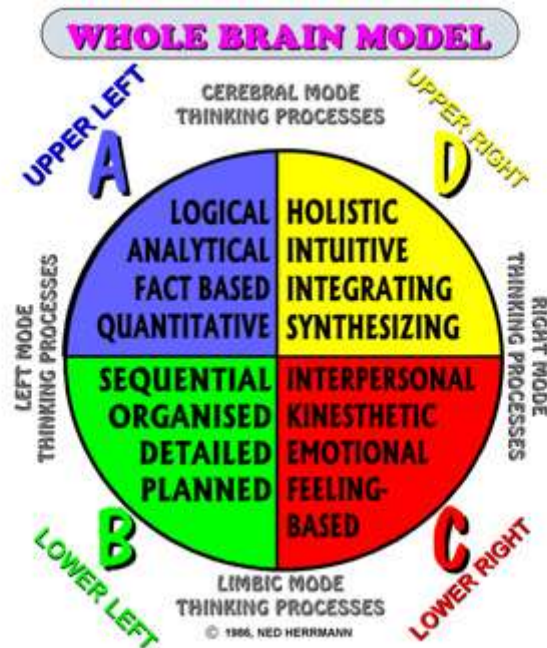 WHOLE BRAIN MODEL
UPPER LEFT
A
CEREBRAL MODE
THINKING PROCESSES
UPPER RIGHT
D
LEFT MODE
THINKING PROCESSES
LOGICAL
ANALYTICAL
FACT BASED
QUANTITATIVE
HOLISTIC
INTUITIVE
INTEGRATING
SYNTHESIZING
RIGHT MODE
THINKING PROCESSES
SEQUENTIAL
ORGANISED
DETAILED
PLANNED
INTERPERSONAL
KINESTHETIC
EMOTIONAL
FEELING-
BASED
B
LOWER LEFT
C
LOWER RIGHT
LIMBIC MODE
THINKING PROCESSES
© 1986, NED HERRMANN